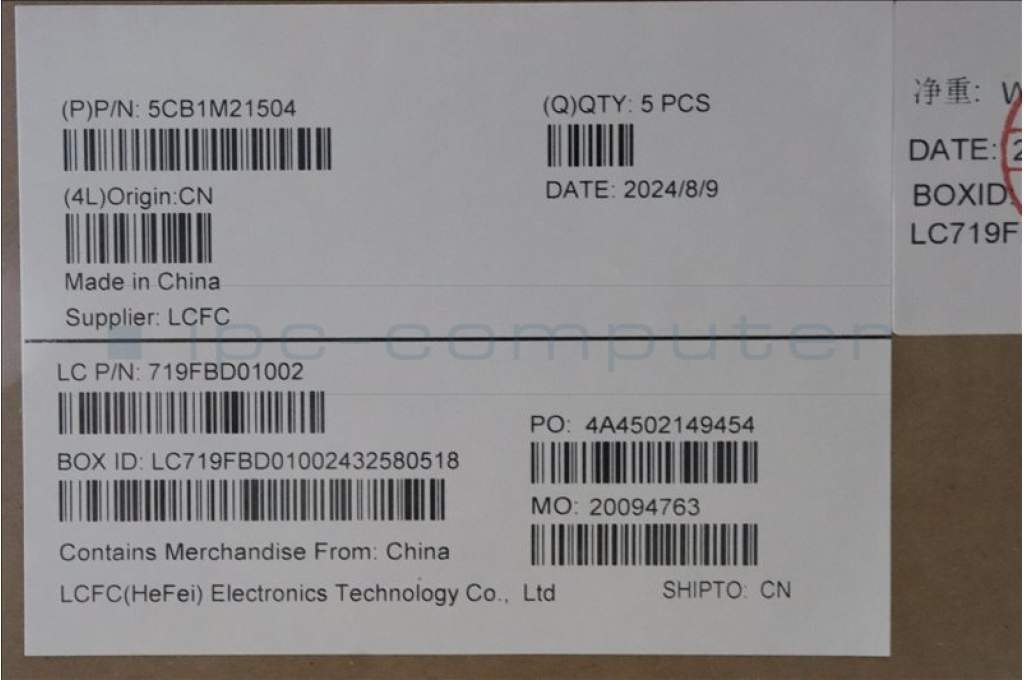 (P)P/N: 5CB1M21504
(Q)QTY: 5 PCS
(4L)Origin:CN
DATE: 2024/8/9
Made in China
Supplier: LCFC
ipc computer
LC P/N: 719FBD01002
PO: 4A4502149454
BOX ID: LC719FBD01002432580518
MO: 20094763
Contains Merchandise From: China
LCFC(HeFei) Electronics Technology Co., Ltd
SHIPTO: CN
净重:
DATE:
BOXID
LC719F